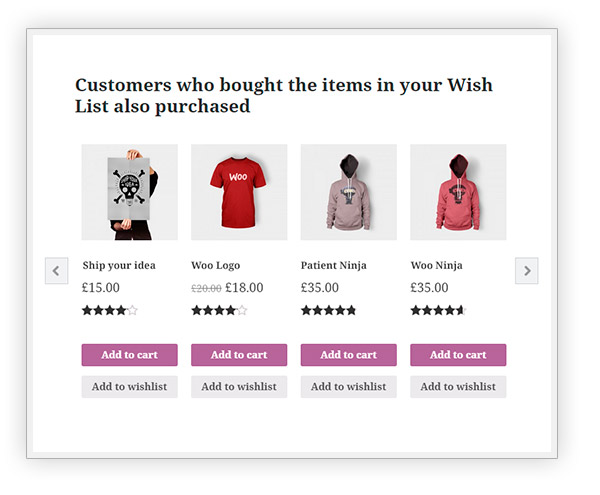 Customers who bought the items in your Wish
List also purchased
Woo
Ship your idea
Woo Logo
Patient Ninja
Woo Ninja
£15.00
£20.00 £18.00
£35.00
£35.00
Add to cart
Add to cart
Add to cart
Add to cart
Add to wishlist
Add to wishlist
Add to wishlist
Add to wishlist